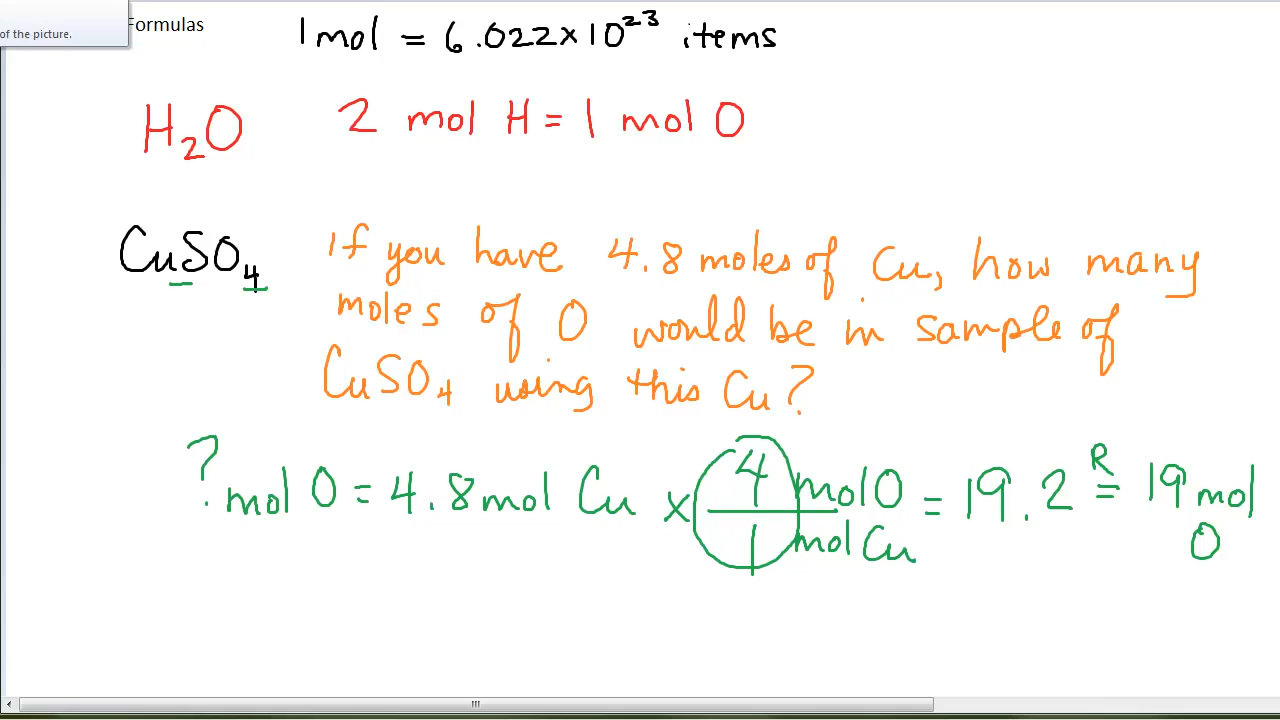 of the picture.
Formulas
1 mol = 6.022×10²³ items
H₂O 2 mol H = 1 mol O
CuSO₄ If you have 4.8 moles of Cu, how many
moles of O would be in sample of
CuSO₄ using this Cu?
? mol O = 4.8 mol Cu × 4 mol O / 1 mol Cu = 19.2 R= 19 mol O